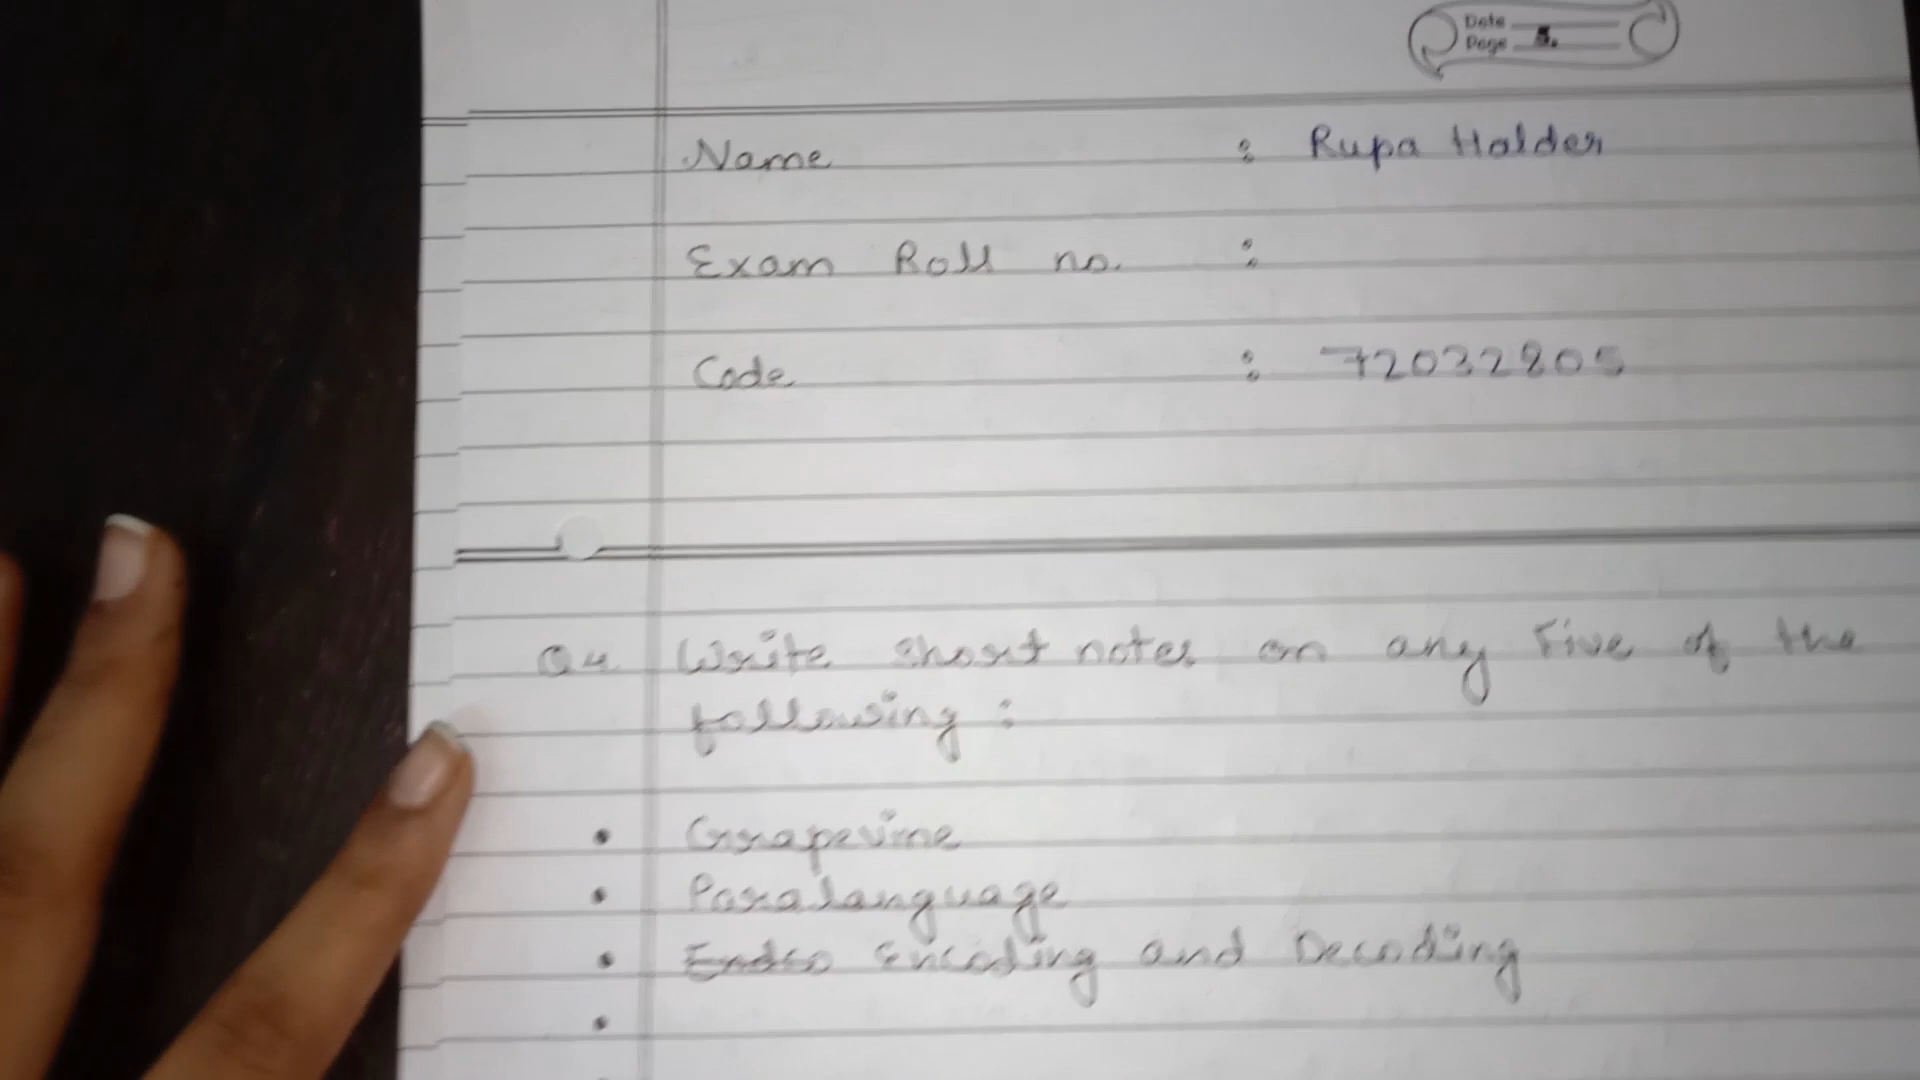 Date
Page 5.
Name : Rupa Halder
Exam Roll no. :
Code : 72032805
Q4 Write short notes on any five of the
following :
• Grapevine
• Paralanguage
• Endco Encoding and Decoding
•